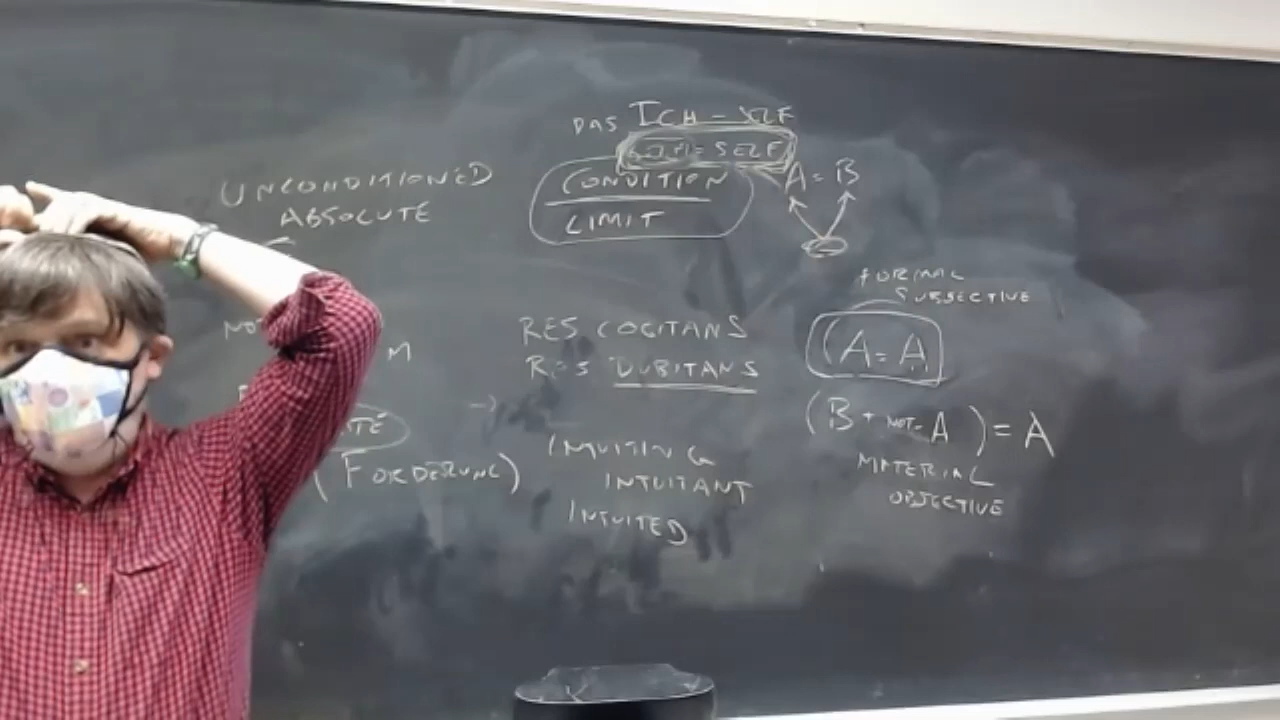 DAS ICH - SELF
= SELF
UNCONDITIONED
ABSOLUTE
CONDITION
LIMIT
A = B
FORMAL
SUBJECTIVE
(A = A)
RES COGITANS
RES DUBITANS
(B + NOT-A) = A
MATERIAL
OBJECTIVE
(FORDERUNG)
INTUITING
INTUITANT
INTUITED